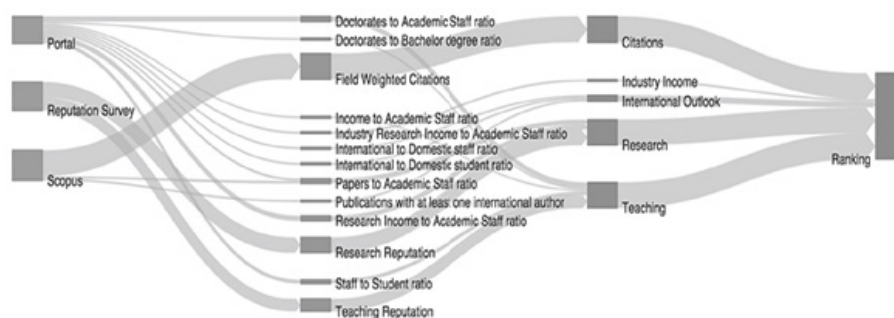 Portal
Reputation Survey
Scopus
Doctorates to Academic Staff ratio
Doctorates to Bachelor degree ratio
Field Weighted Citations
Income to Academic Staff ratio
Industry Research Income to Academic Staff ratio
International to Domestic staff ratio
International to Domestic student ratio
Papers to Academic Staff ratio
Publications with at least one international author
Research Income to Academic Staff ratio
Research Reputation
Staff to Student ratio
Teaching Reputation
Citations
Industry Income
International Outlook
Research
Teaching
Ranking